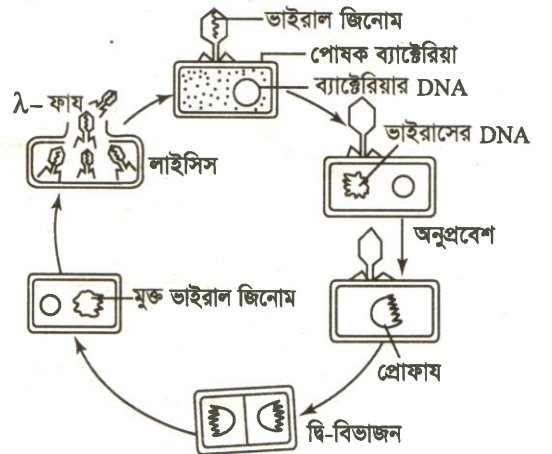 ভাইরাল জিনোম
পোষক ব্যাক্টেরিয়া
ব্যাক্টেরিয়ার DNA
λ– ফায
ভাইরাসের DNA
লাইসিস
অনুপ্রবেশ
মুক্ত ভাইরাল জিনোম
প্রোফায
দ্বি-বিভাজন